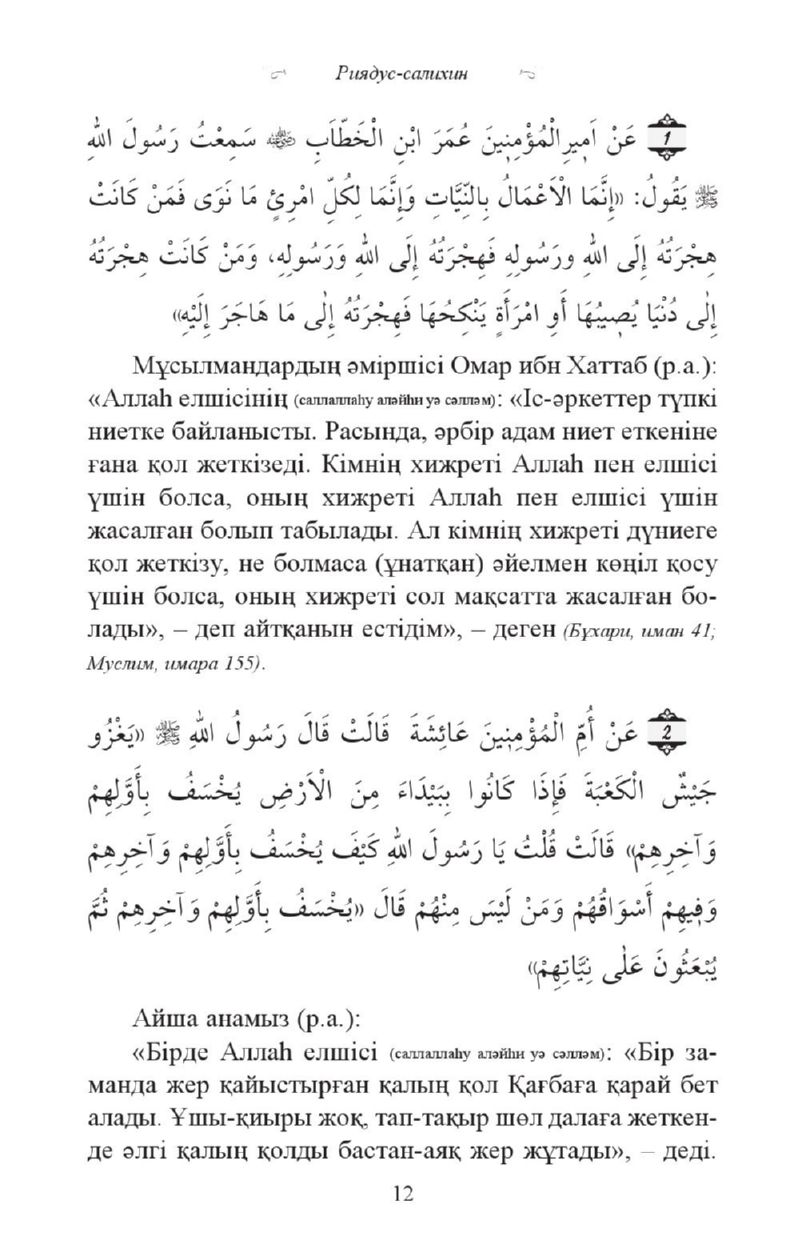 Риядус-салихин
1 عَنْ اَمِيرِالْمُؤْمِنِينَ عُمَرَ ابْنِ الْخَطَّابِ ﵁ سَمِعْتُ رَسُولَ اللهِ
ﷺ يَقُولُ: «إِنَّمَا الْاَعْمَالُ بِالنِّيَّاتِ وَإِنَّمَا لِكُلِّ امْرِئٍ مَا نَوَى فَمَنْ كَانَتْ
هِجْرَتُهُ إِلَى اللهِ ورَسُولِهِ فَهِجْرَتُهُ إِلَى اللهِ وَرَسُولِهِ، وَمَنْ كَانَتْ هِجْرَتُهُ
إِلٰى دُنْيَا يُصِيبُهَا أَوِ امْرَأَةٍ يَنْكِحُهَا فَهِجْرَتُهُ إِلٰى مَا هَاجَرَ إِلَيْهِ»
Мұсылмандардың әміршісі Омар ибн Хаттаб (р.а.):
«Аллаһ елшісінің (саллаллаһу аләйһи уә сәлләм): «Іс-әркеттер түпкі
ниетке байланысты. Расында, әрбір адам ниет еткеніне
ғана қол жеткізеді. Кімнің хижреті Аллаһ пен елшісі
үшін болса, оның хижреті Аллаһ пен елшісі үшін
жасалған болып табылады. Ал кімнің хижреті дүниеге
қол жеткізу, не болмаса (ұнатқан) әйелмен көңіл қосу
үшін болса, оның хижреті сол мақсатта жасалған бо-
лады», – деп айтқанын естідім», – деген (Бұхари, иман 41;
Муслим, имара 155).
2 عَنْ أُمِّ الْمُؤْمِنِينَ عَائِشَةَ قَالَتْ قَالَ رَسُولُ اللهِ ﷺ «يَغْزُو
جَيْشٌ الْكَعْبَةَ فَإِذَا كَانُوا بِبَيْدَاءَ مِنَ الْاَرْضِ يُخْسَفُ بِأَوَّلِهِمْ
وَآخِرِهِمْ» قَالَتْ قُلْتُ يَا رَسُولَ اللهِ كَيْفَ يُخْسَفُ بِأَوَّلِهِمْ وَآخِرِهِمْ
وَفِيهِمْ أَسْوَاقُهُمْ وَمَنْ لَيْسَ مِنْهُمْ قَالَ «يُخْسَفُ بِأَوَّلِهِمْ وَآخِرِهِمْ ثُمَّ
يُبْعَثُونَ عَلٰى نِيَّاتِهِمْ»
Айша анамыз (р.а.):
«Бірде Аллаһ елшісі (саллаллаһу аләйһи уә сәлләм): «Бір за-
манда жер қайыстырған қалың қол Қағбаға қарай бет
алады. Ұшы-қиыры жоқ, тап-тақыр шөл далаға жеткен-
де әлгі қалың қолды бастан-аяқ жер жұтады», – деді.
12